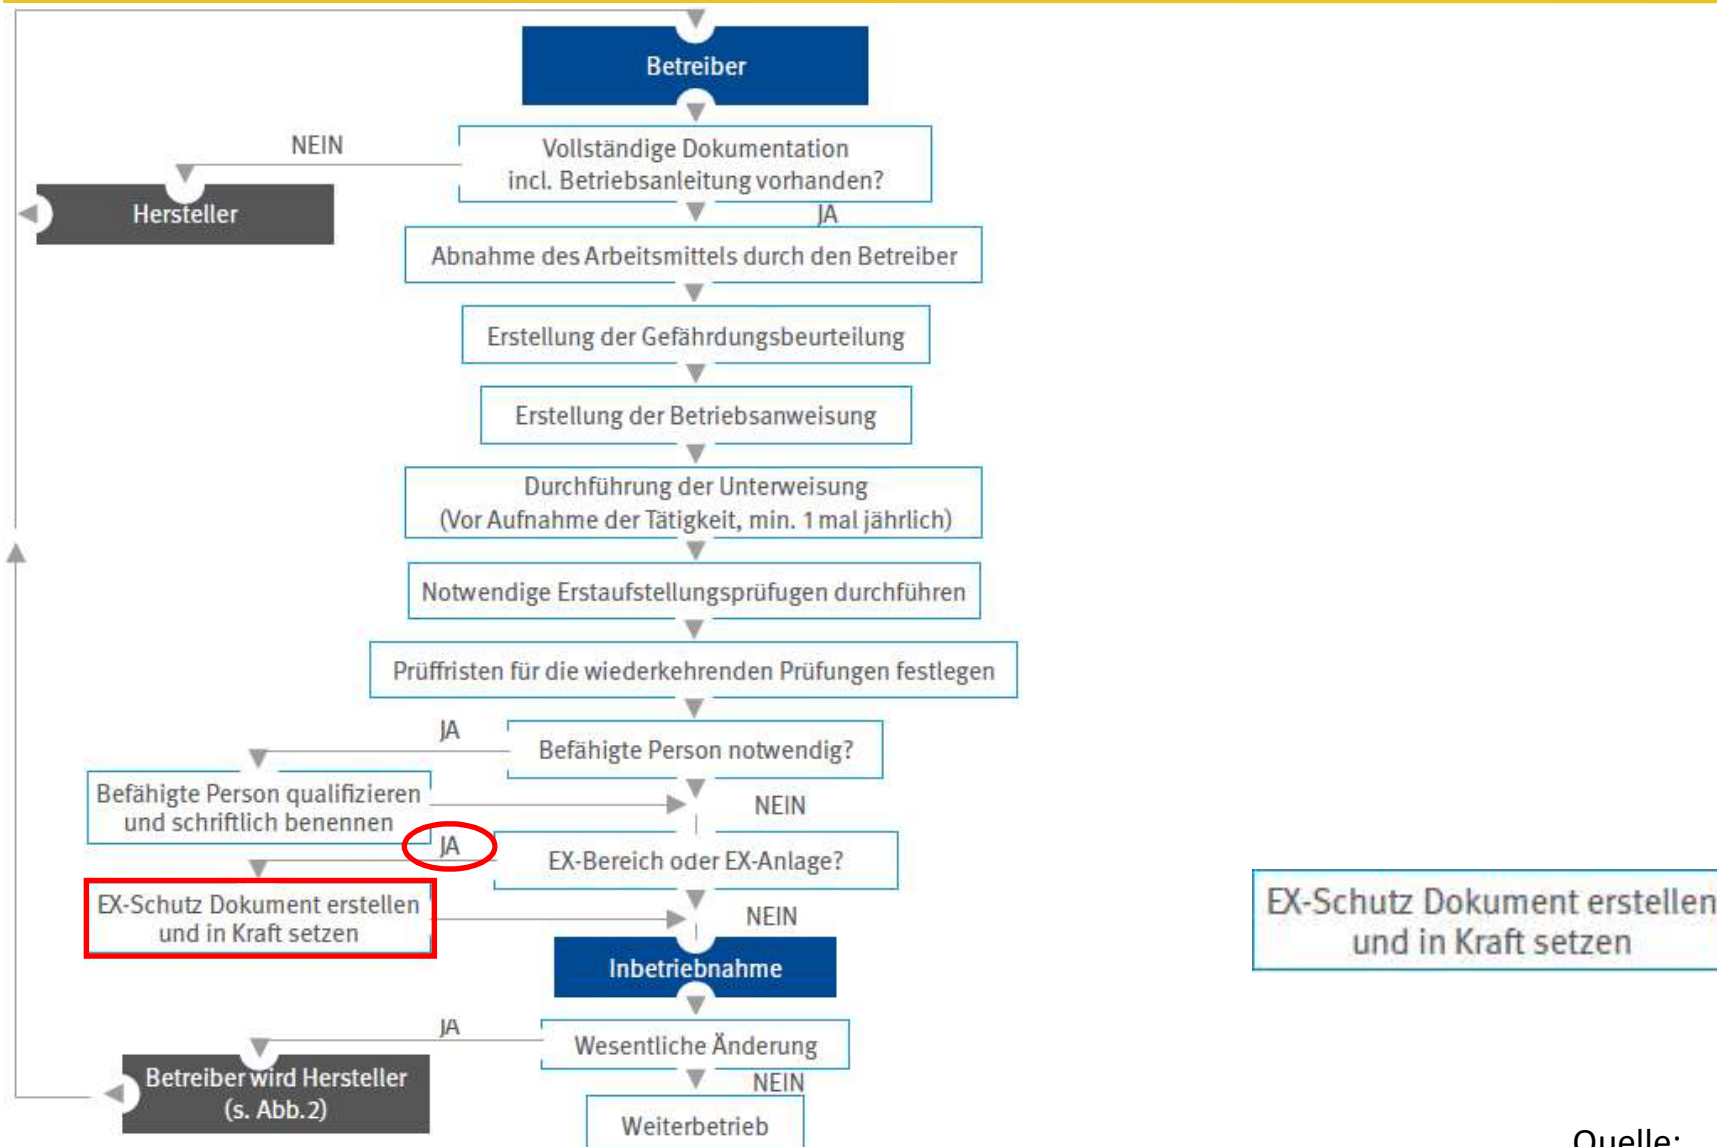 Betreiber
NEIN
Vollständige Dokumentation
incl. Betriebsanleitung vorhanden?
Hersteller
JA
Abnahme des Arbeitsmittels durch den Betreiber
Erstellung der Gefährdungsbeurteilung
Erstellung der Betriebsanweisung
Durchführung der Unterweisung
(Vor Aufnahme der Tätigkeit, min. 1 mal jährlich)
Notwendige Erstaufstellungsprüfugen durchführen
Prüffristen für die wiederkehrenden Prüfungen festlegen
JA
Befähigte Person notwendig?
Befähigte Person qualifizieren
und schriftlich benennen
NEIN
JA
EX-Bereich oder EX-Anlage?
EX-Schutz Dokument erstellen
und in Kraft setzen
NEIN
EX-Schutz Dokument erstellen
und in Kraft setzen
Inbetriebnahme
JA
Wesentliche Änderung
Betreiber wird Hersteller
(s. Abb.2)
NEIN
Weiterbetrieb
Quelle: